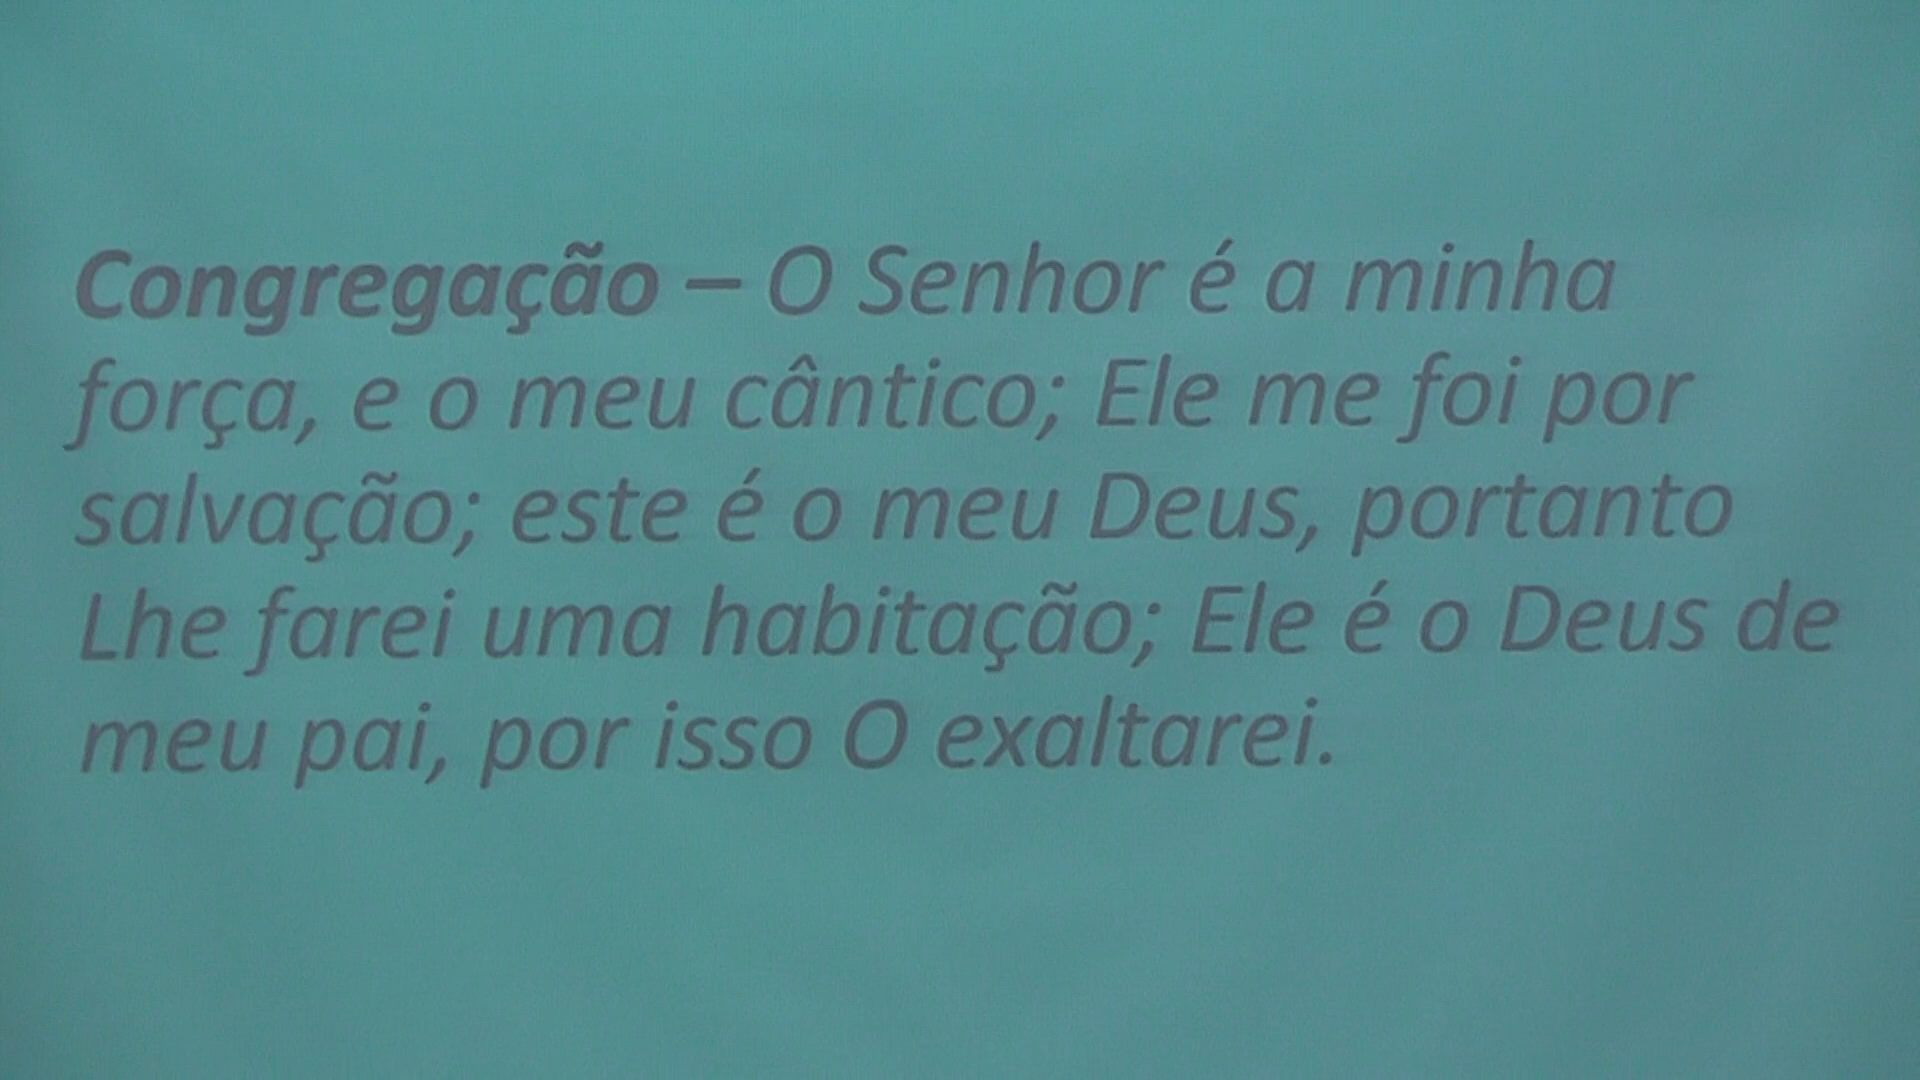 Congregação – O Senhor é a minha
força, e o meu cântico; Ele me foi por
salvação; este é o meu Deus, portanto
Lhe farei uma habitação; Ele é o Deus de
meu pai, por isso O exaltarei.